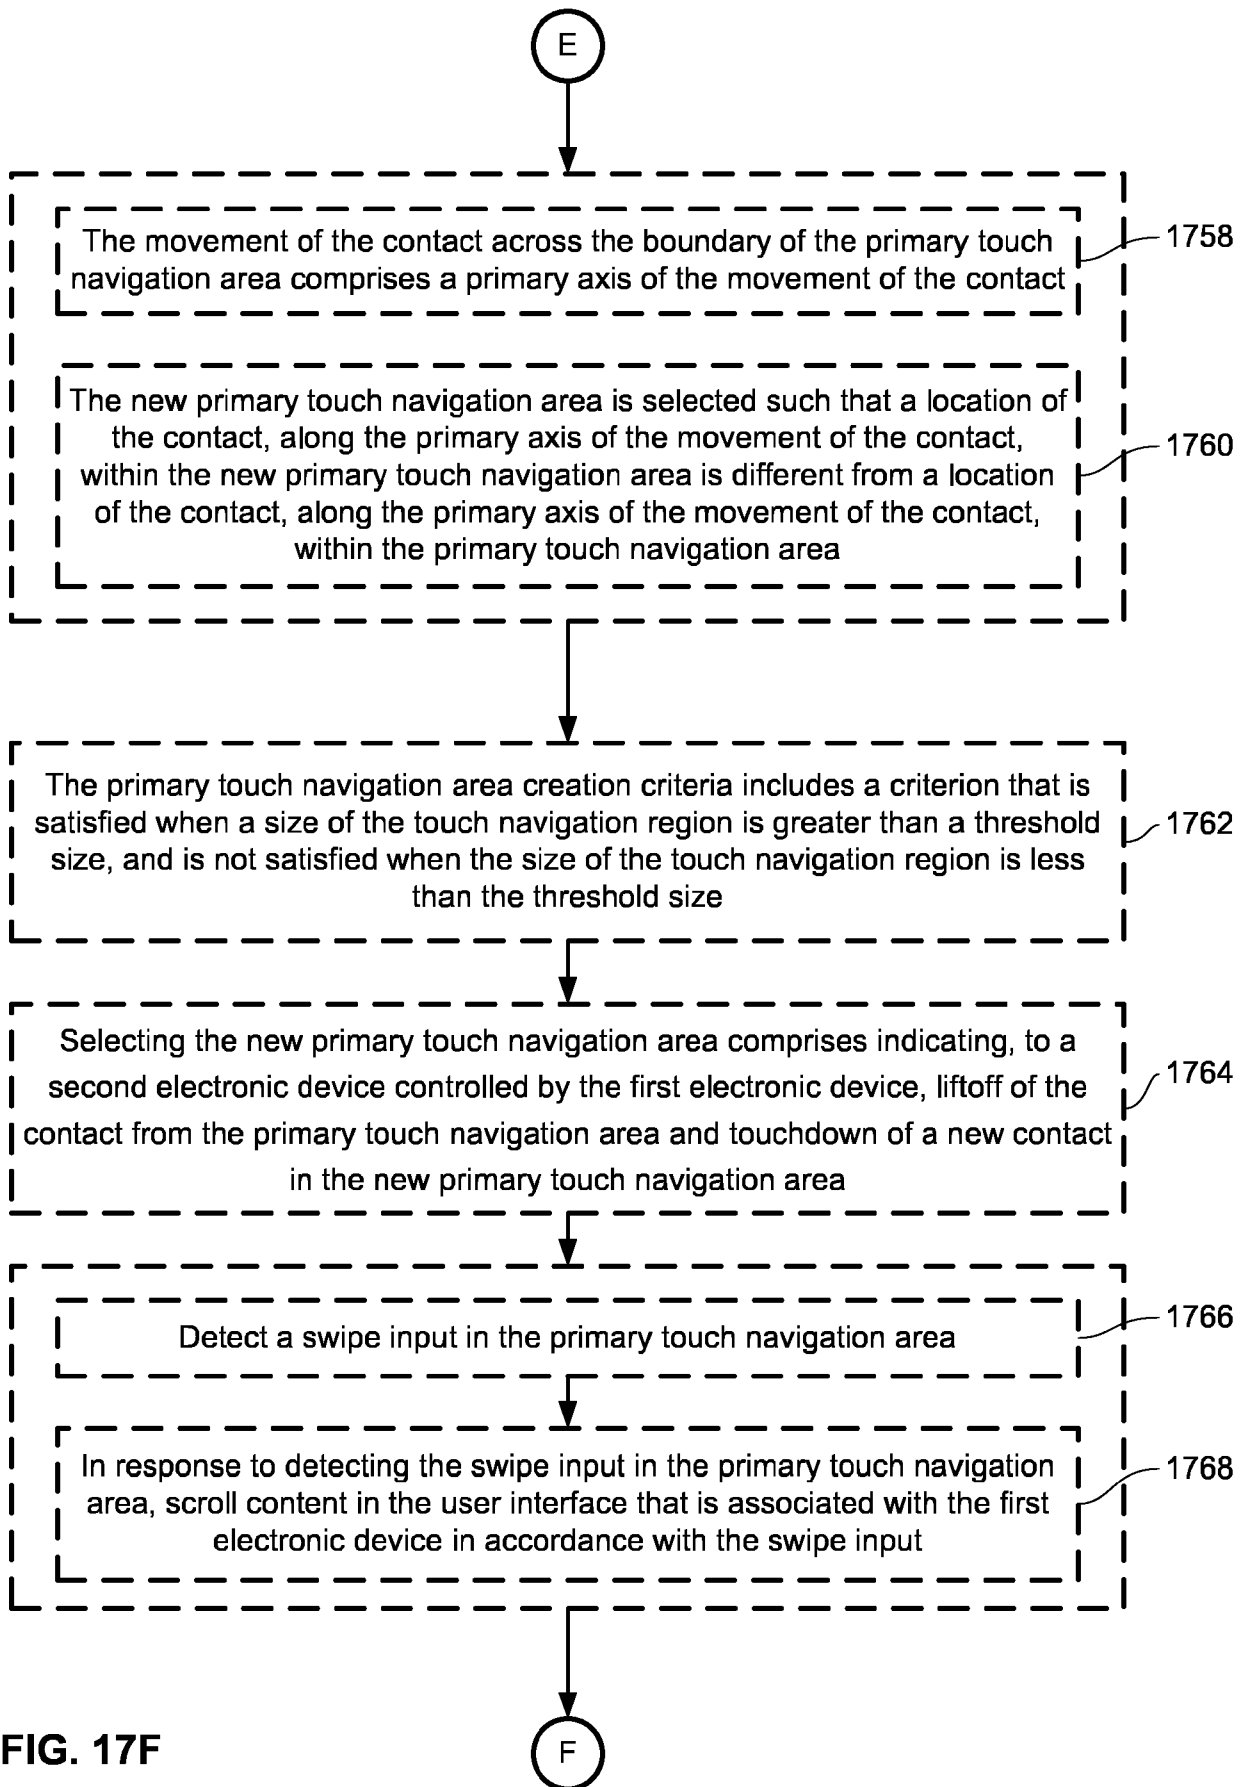 E
The movement of the contact across the boundary of the primary touch
navigation area comprises a primary axis of the movement of the contact
1758
The new primary touch navigation area is selected such that a location of
the contact, along the primary axis of the movement of the contact,
within the new primary touch navigation area is different from a location
of the contact, along the primary axis of the movement of the contact,
within the primary touch navigation area
1760
The primary touch navigation area creation criteria includes a criterion that is
satisfied when a size of the touch navigation region is greater than a threshold
size, and is not satisfied when the size of the touch navigation region is less
than the threshold size
1762
Selecting the new primary touch navigation area comprises indicating, to a
second electronic device controlled by the first electronic device, liftoff of the
contact from the primary touch navigation area and touchdown of a new contact
in the new primary touch navigation area
1764
Detect a swipe input in the primary touch navigation area
1766
In response to detecting the swipe input in the primary touch navigation
area, scroll content in the user interface that is associated with the first
electronic device in accordance with the swipe input
1768
FIG. 17F
F